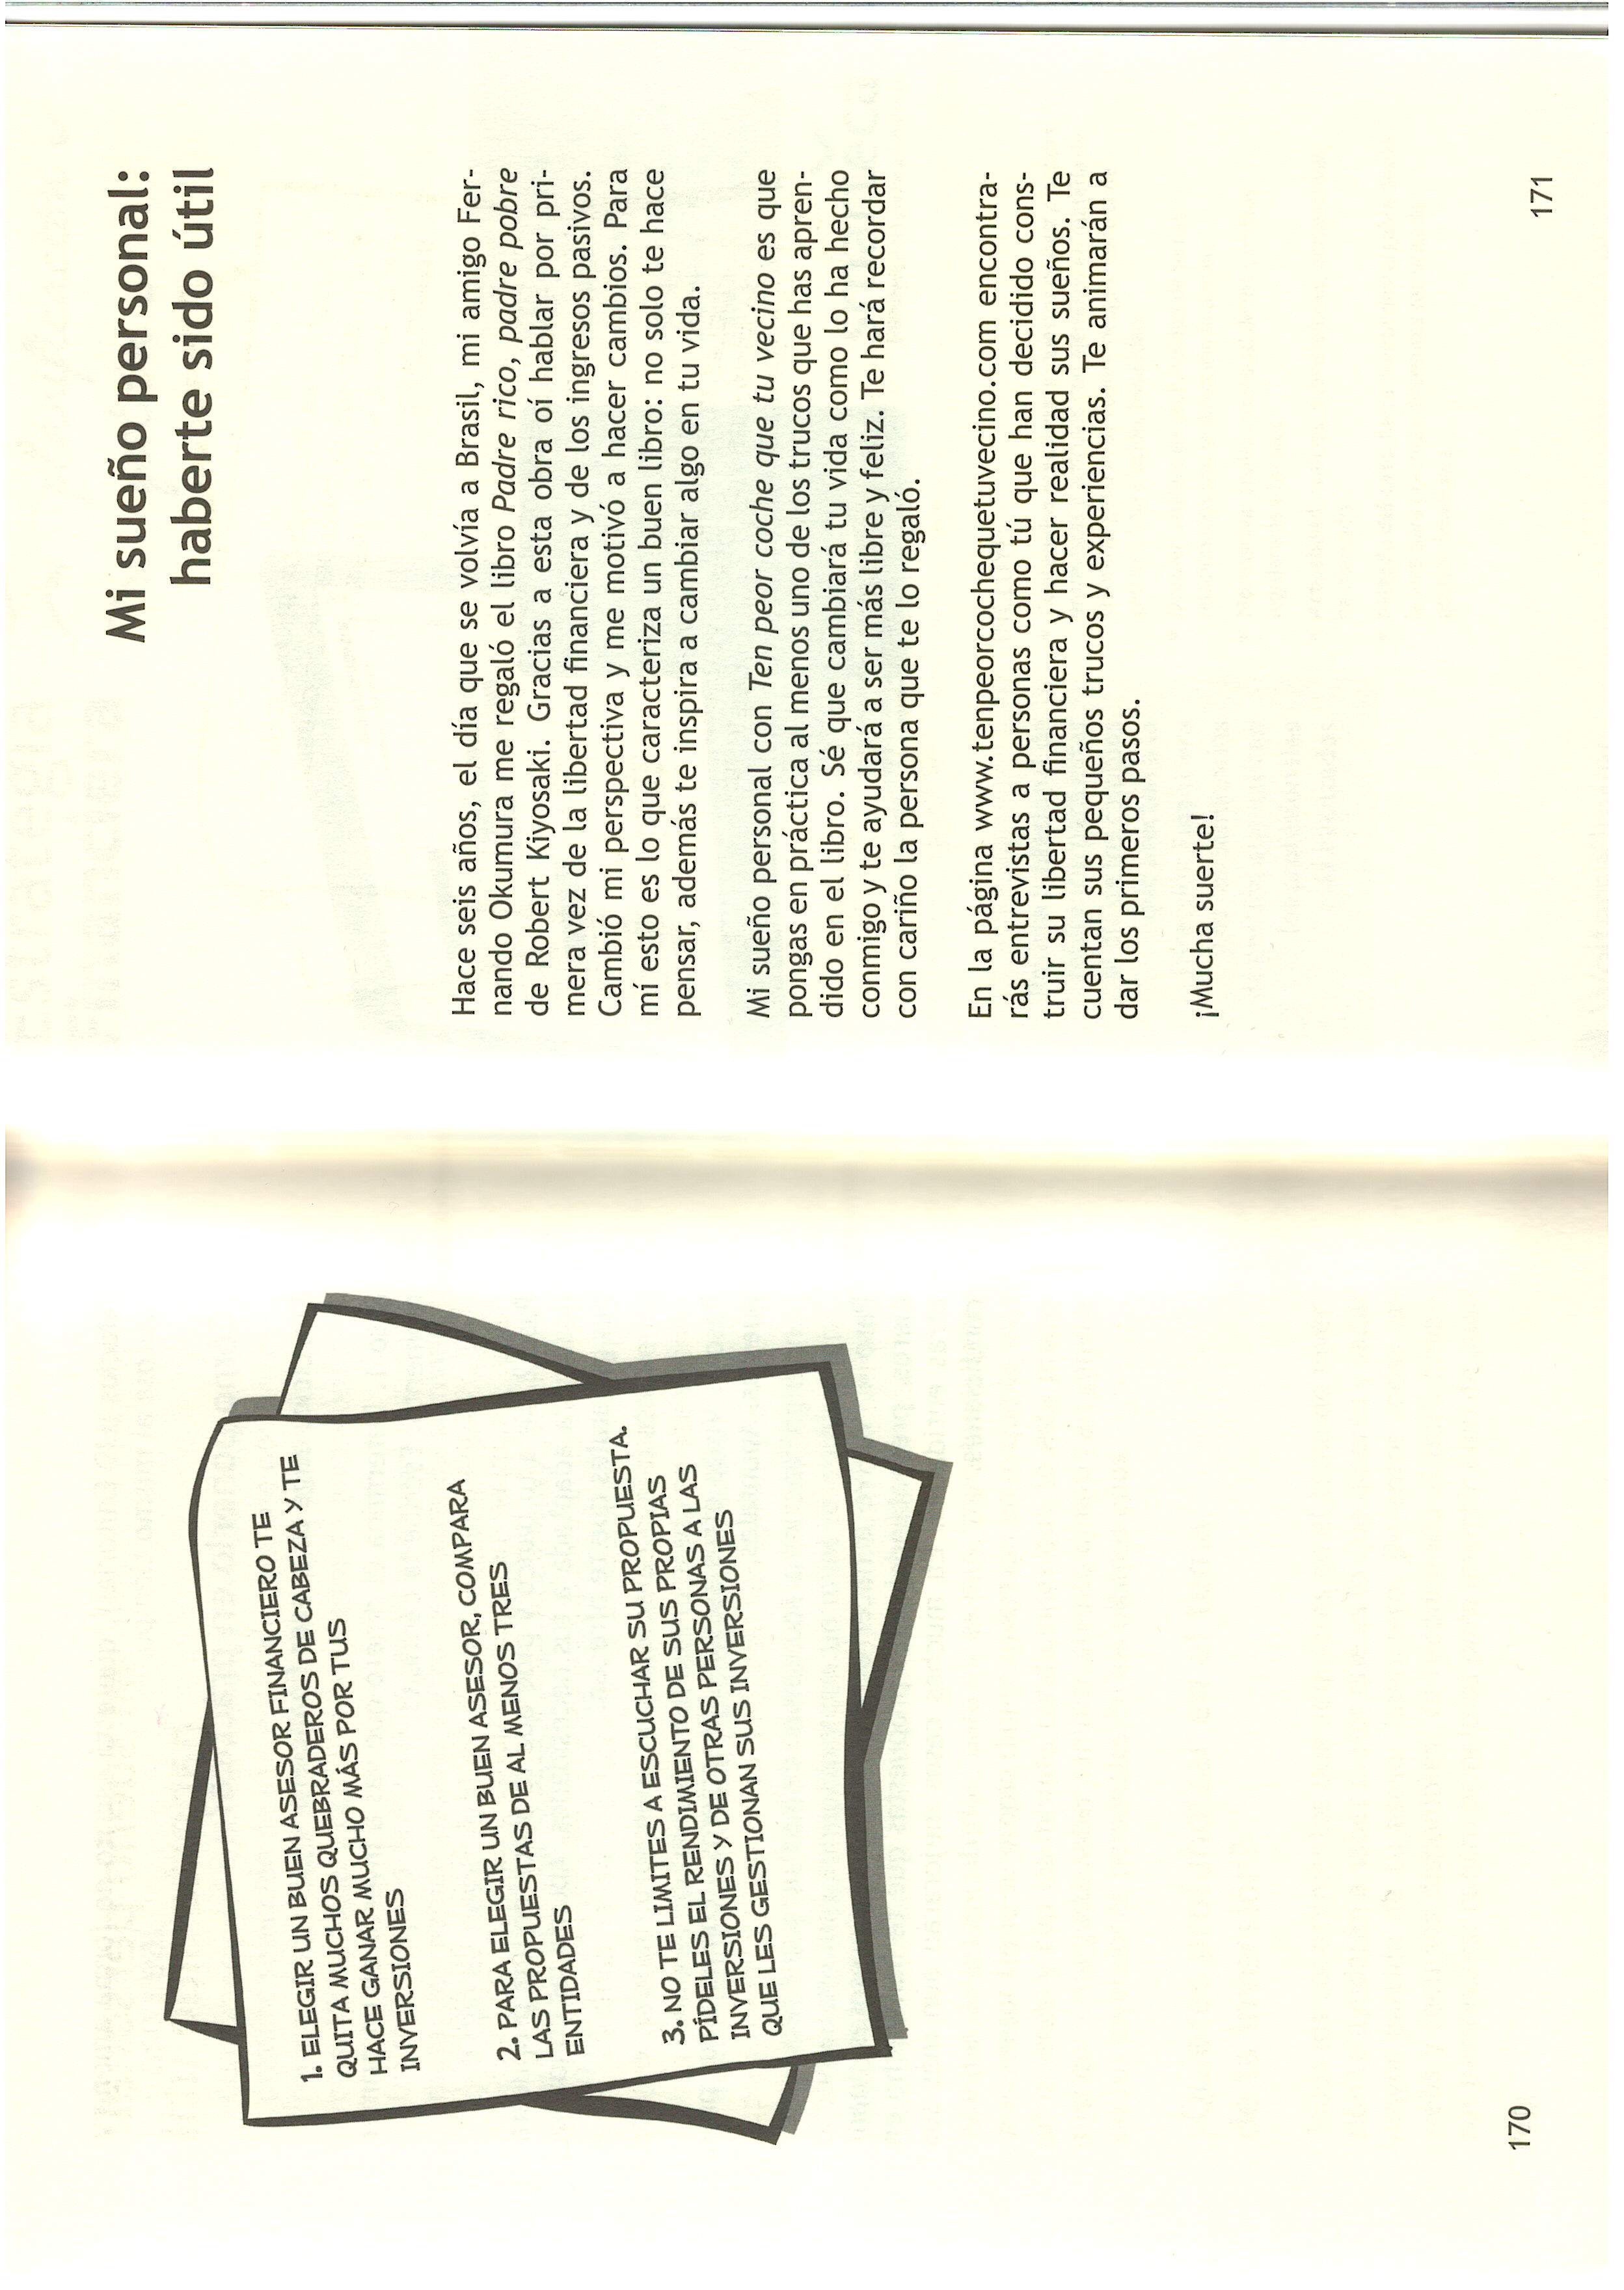 1. ELEGIR UN BUEN ASESOR FINANCIERO TE
QUITA MUCHOS QUEBRADEROS DE CABEZA Y TE
HACE GANAR MUCHO MÁS POR TUS
INVERSIONES
2. PARA ELEGIR UN BUEN ASESOR, COMPARA
LAS PROPUESTAS DE AL MENOS TRES
ENTIDADES
3. NO TE LIMITES A ESCUCHAR SU PROPUESTA.
PÍDELES EL RENDIMIENTO DE SUS PROPIAS
INVERSIONES Y DE OTRAS PERSONAS A LAS
QUE LES GESTIONAN SUS INVERSIONES
170
Mi sueño personal:
haberte sido útil
Hace seis años, el día que se volvía a Brasil, mi amigo Fer-
nando Okumura me regaló el libro Padre rico, padre pobre
de Robert Kiyosaki. Gracias a esta obra oí hablar por pri-
mera vez de la libertad financiera y de los ingresos pasivos.
Cambió mi perspectiva y me motivó a hacer cambios. Para
mí esto es lo que caracteriza un buen libro: no solo te hace
pensar, además te inspira a cambiar algo en tu vida.
Mi sueño personal con Ten peor coche que tu vecino es que
pongas en práctica al menos uno de los trucos que has apren-
dido en el libro. Sé que cambiará tu vida como lo ha hecho
conmigo y te ayudará a ser más libre y feliz. Te hará recordar
con cariño la persona que te lo regaló.
En la página www.tenpeorcochequetuvecino.com encontra-
rás entrevistas a personas como tú que han decidido cons-
truir su libertad financiera y hacer realidad sus sueños. Te
cuentan sus pequeños trucos y experiencias. Te animarán a
dar los primeros pasos.
¡Mucha suerte!
171